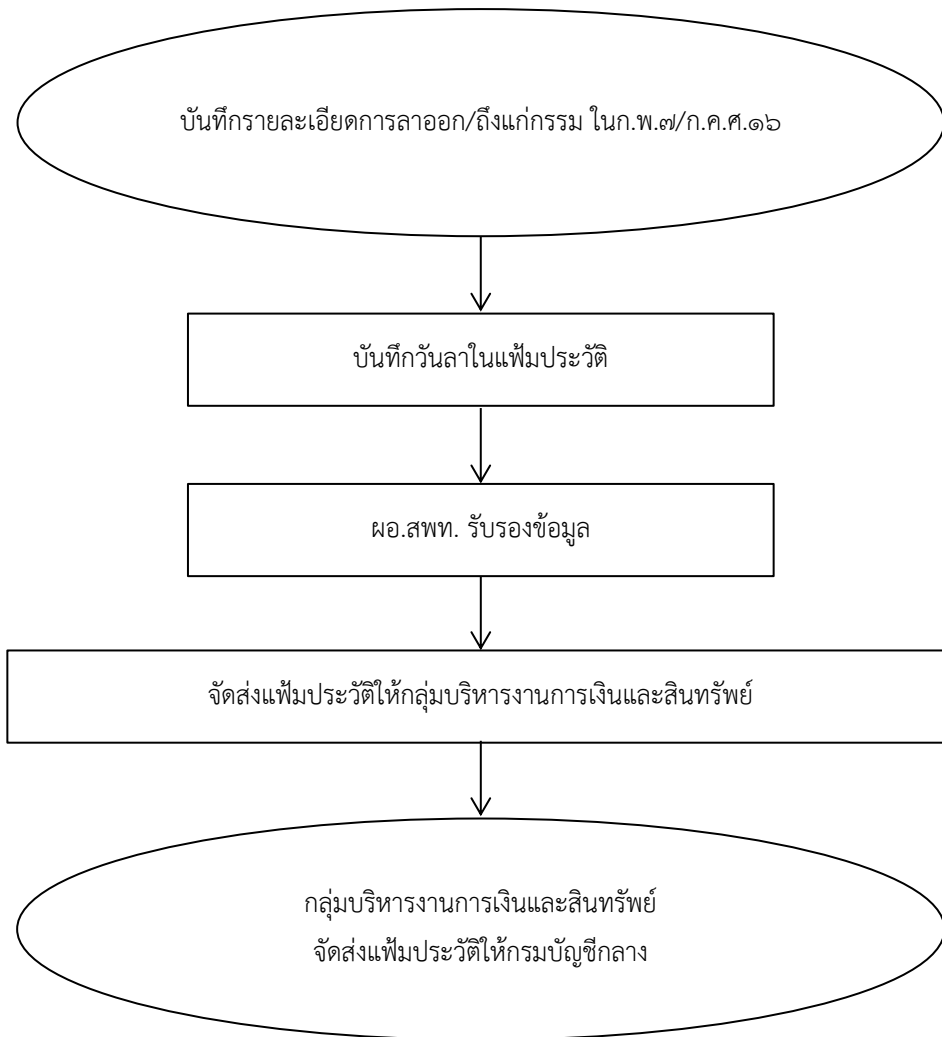 บันทึกรายละเอียดการลาออก/ถึงแก่กรรม ในก.พ.๗/ก.ค.ศ.๑๖
บันทึกวันลาในแฟ้มประวัติ
ผอ.สพท. รับรองข้อมูล
จัดส่งแฟ้มประวัติให้กลุ่มบริหารงานการเงินและสินทรัพย์
กลุ่มบริหารงานการเงินและสินทรัพย์
จัดส่งแฟ้มประวัติให้กรมบัญชีกลาง